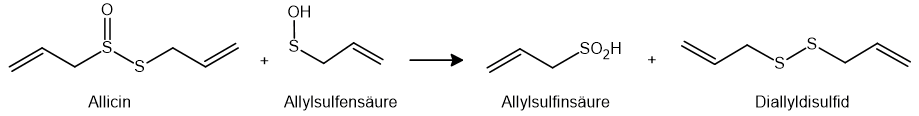 O
OH
S
S
+
S
SO2H
+
S
S
Allicin
Allylsulfensäure
Allylsulfinsäure
Diallyldisulfid